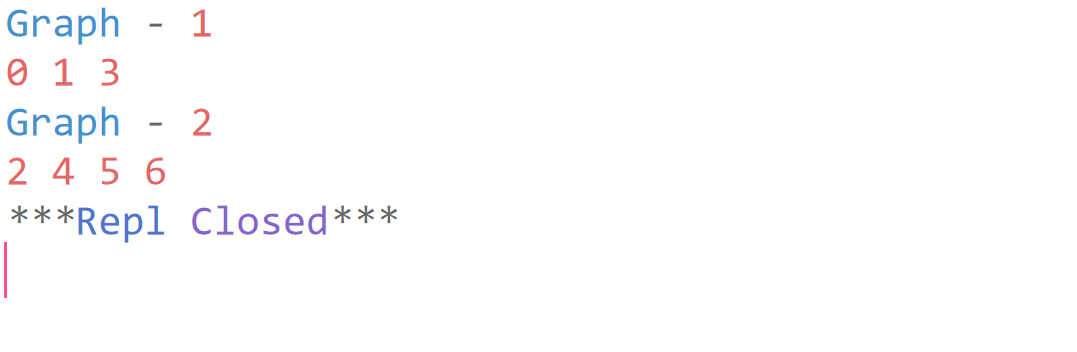 Graph - 1
0 1 3
Graph - 2
2 4 5 6
***Repl Closed***